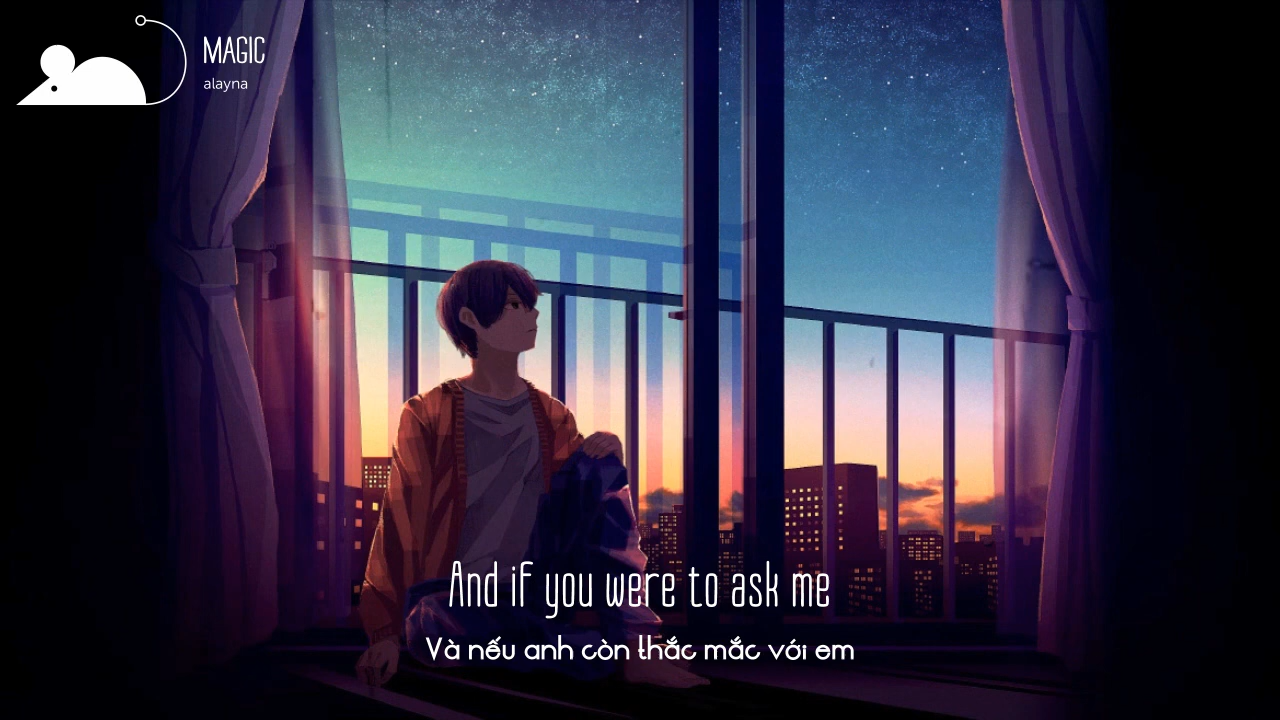 MAGIC
alayna
And if you were to ask me
Và nếu anh còn thắc mắc với em